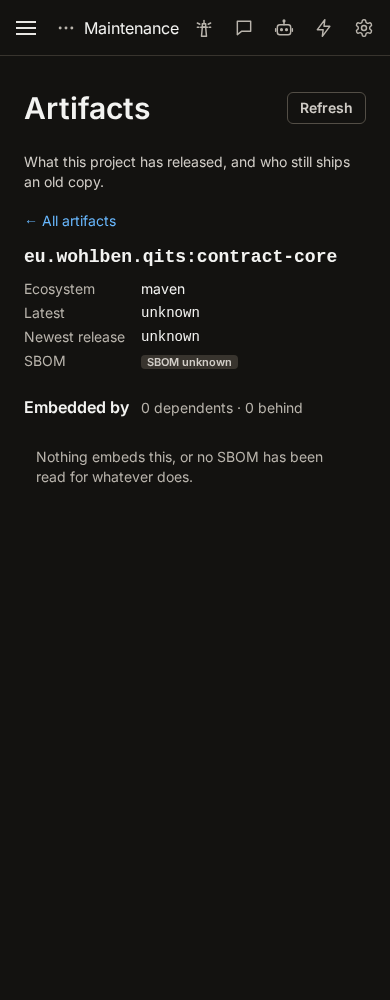 Maintenance
Artifacts
Refresh
What this project has released, and who still ships
an old copy.
← All artifacts
eu.wohlben.qits:contract-core
Ecosystem maven
Latest unknown
Newest release unknown
SBOM SBOM unknown
Embedded by 0 dependents · 0 behind
Nothing embeds this, or no SBOM has been
read for whatever does.